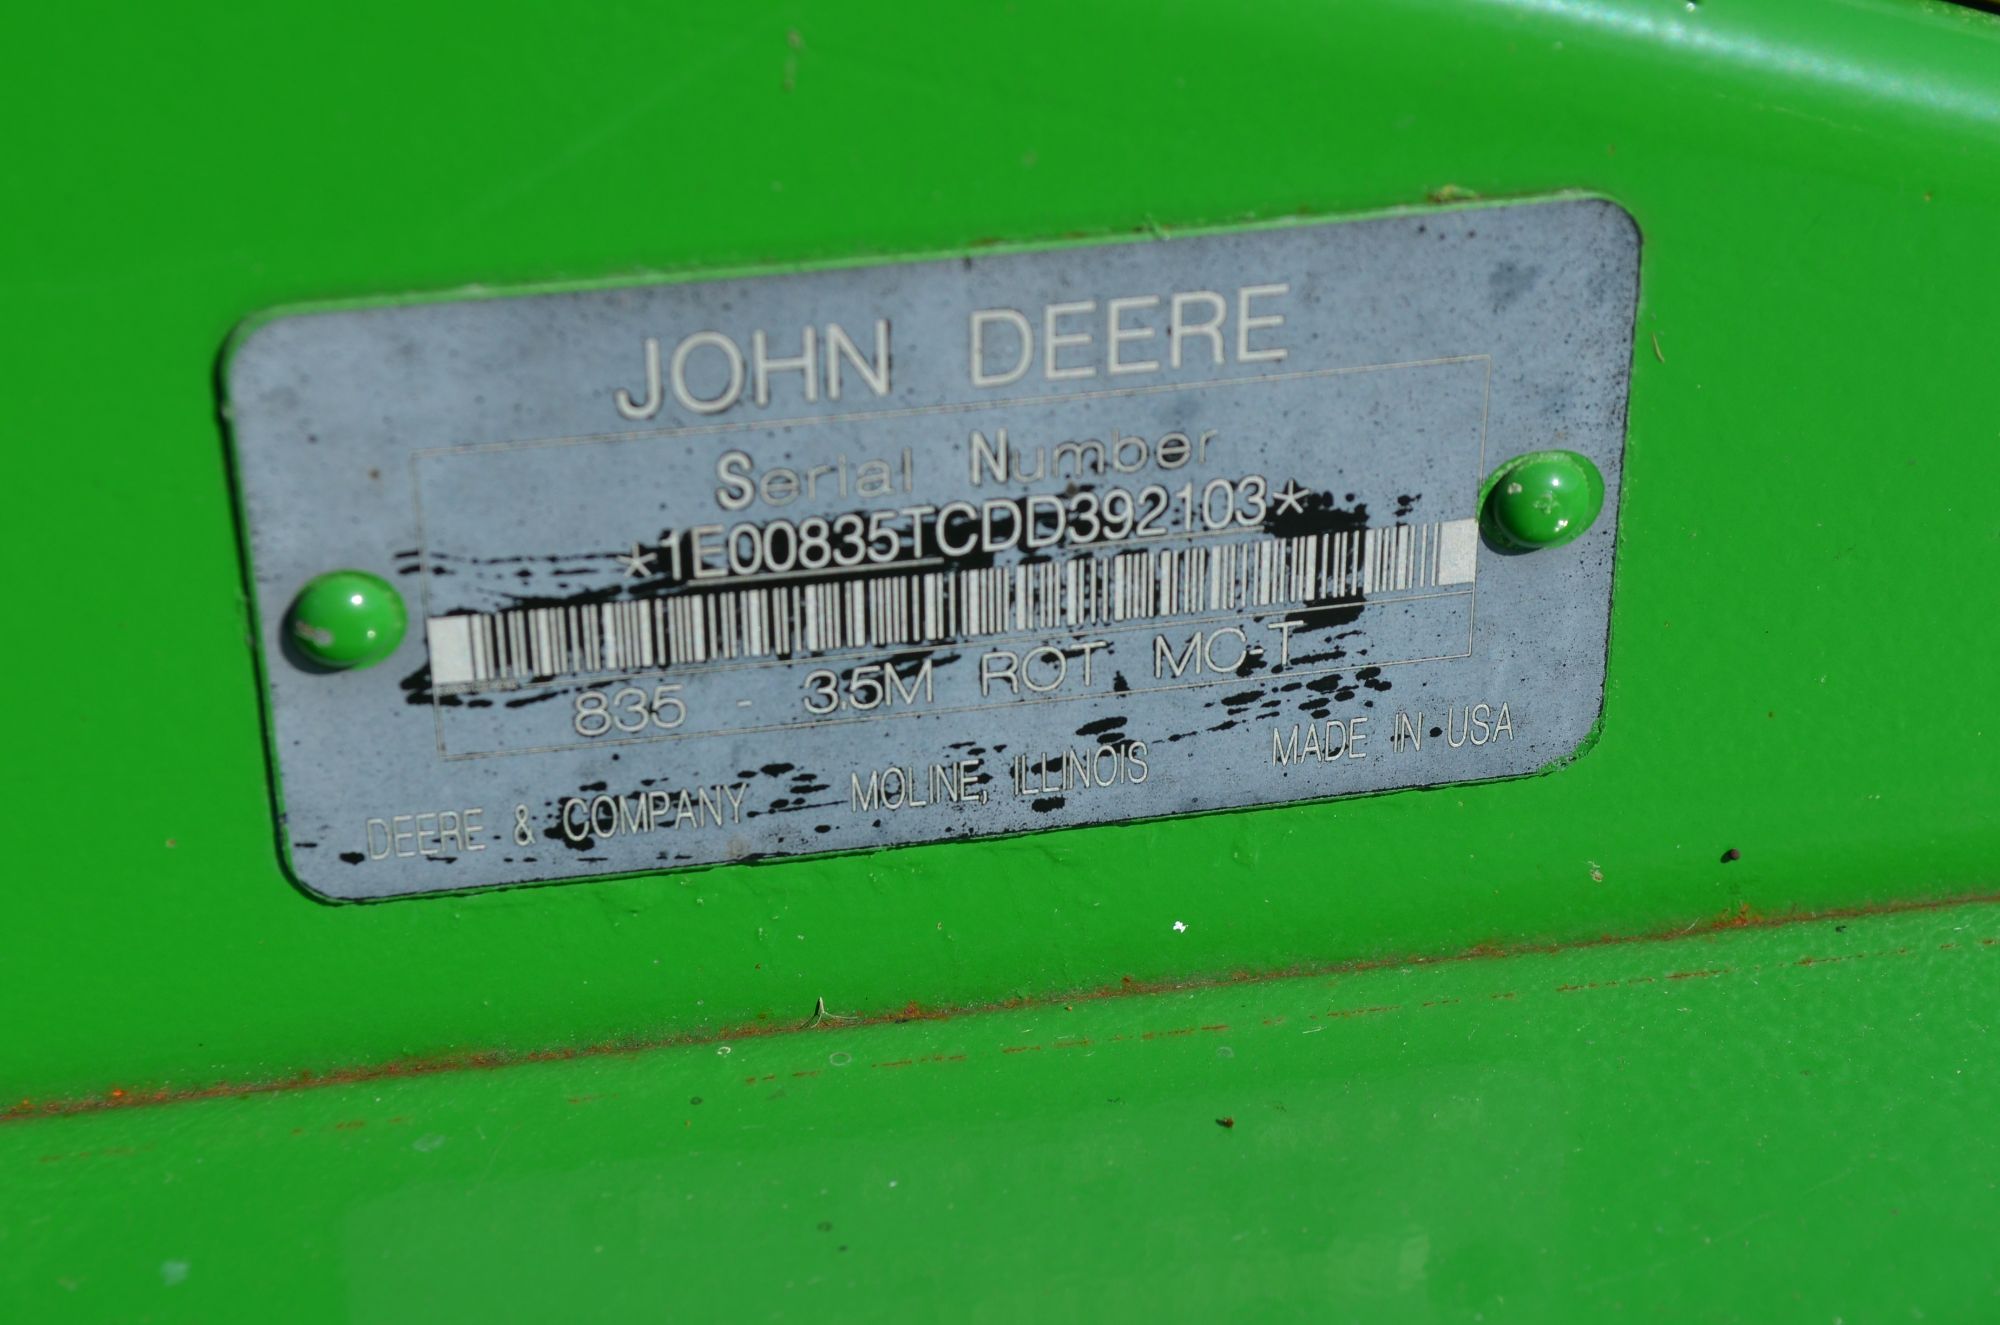 JOHN DEERE
Serial Number
*1E00835TCDD392103*
835 - 3.5M ROT MC-T
DEERE & COMPANY MOLINE, ILLINOIS MADE IN USA